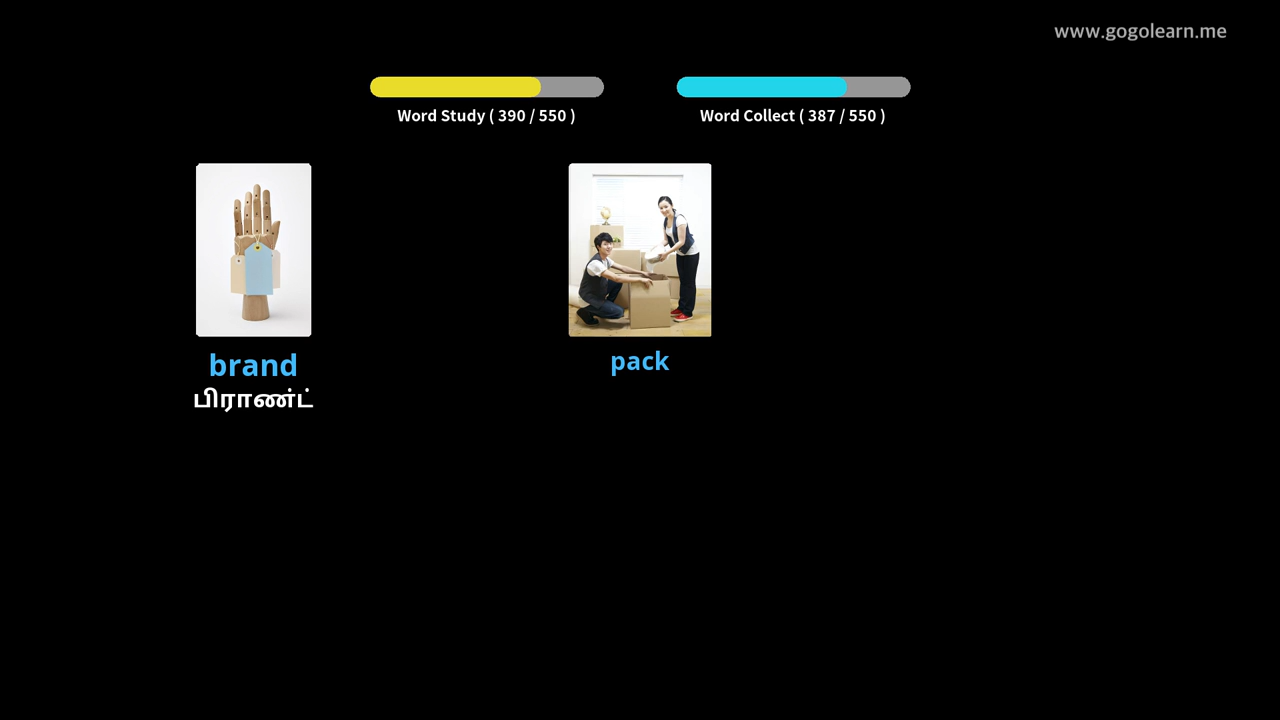 www.gogolearn.me
Word Study ( 390 / 550 )
Word Collect ( 387 / 550 )
brand
பிராண்ட்
pack